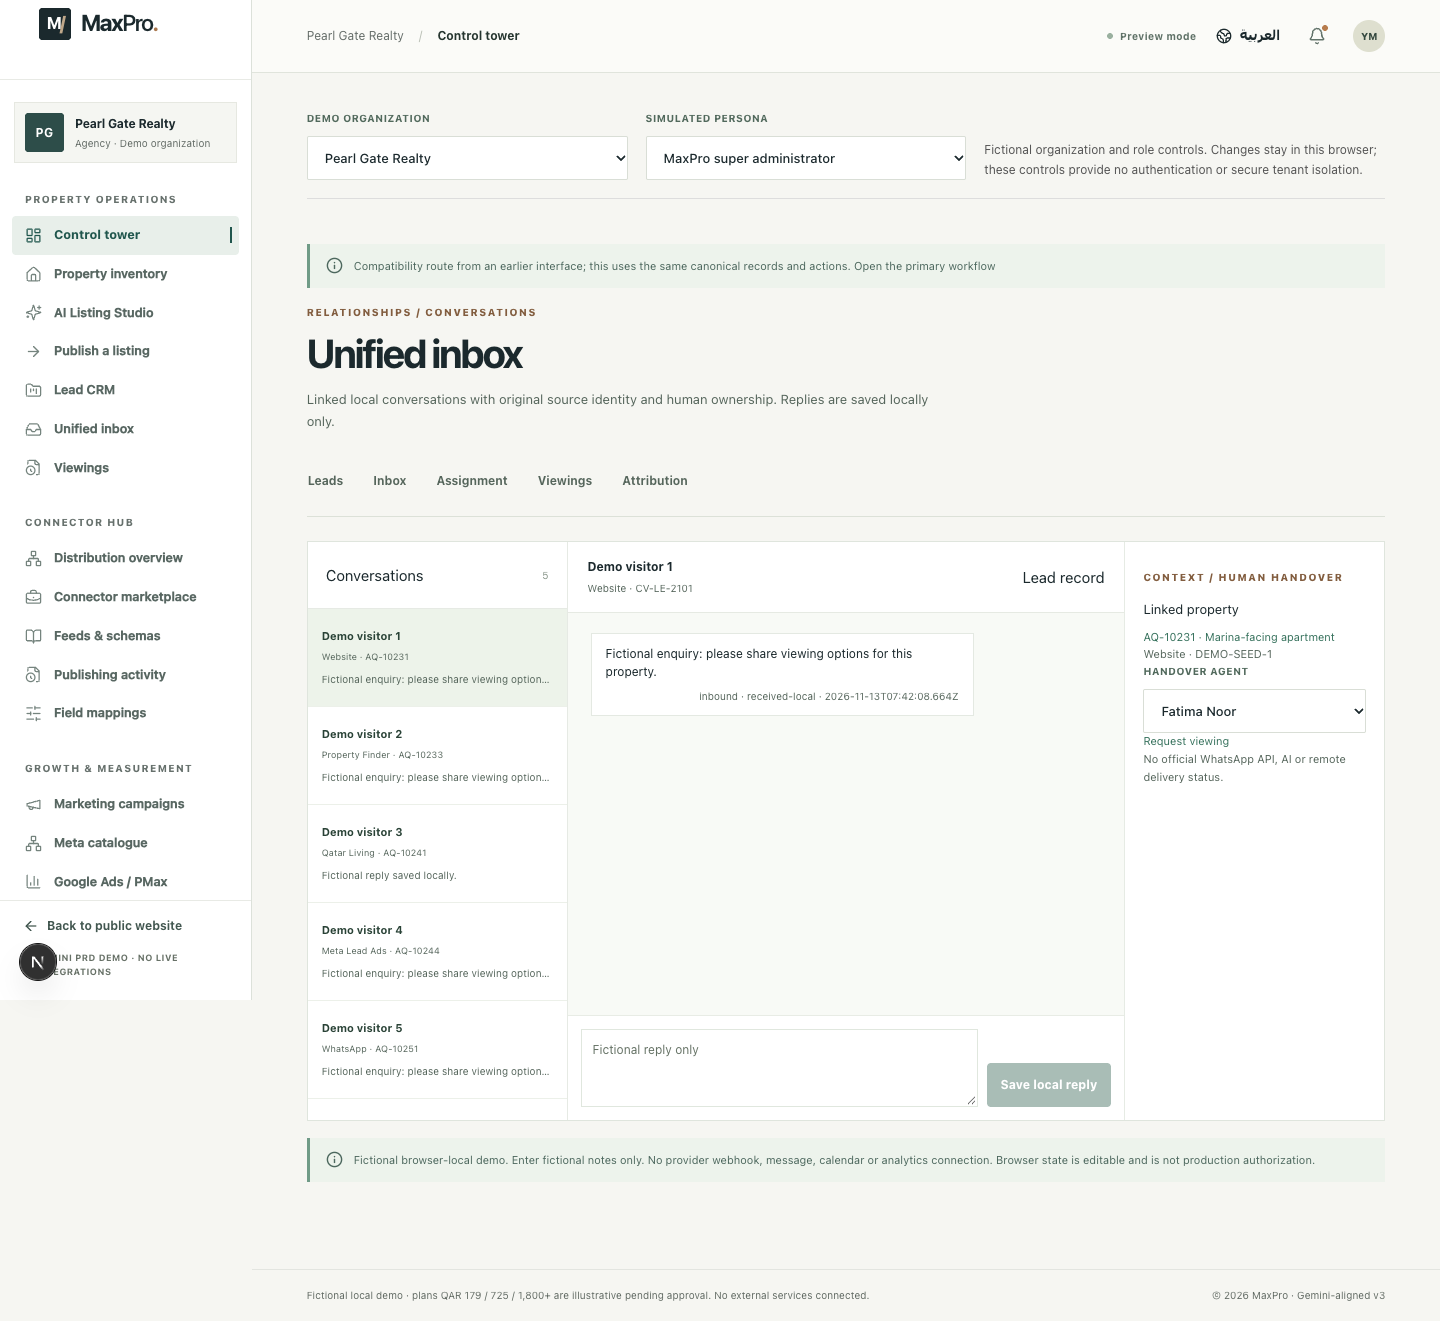 M/ MaxPro.
Pearl Gate Realty / Control tower
Preview mode
العربية
YM
PG
Pearl Gate Realty
Agency · Demo organization
PROPERTY OPERATIONS
Control tower
Property inventory
AI Listing Studio
Publish a listing
Lead CRM
Unified inbox
Viewings
CONNECTOR HUB
Distribution overview
Connector marketplace
Feeds & schemas
Publishing activity
Field mappings
GROWTH & MEASUREMENT
Marketing campaigns
Meta catalogue
Google Ads / PMax
Back to public website
N
INI PRD DEMO · NO LIVE
EGRATIONS
DEMO ORGANIZATION
Pearl Gate Realty
SIMULATED PERSONA
MaxPro super administrator
Fictional organization and role controls. Changes stay in this browser;
these controls provide no authentication or secure tenant isolation.
Compatibility route from an earlier interface; this uses the same canonical records and actions. Open the primary workflow
RELATIONSHIPS / CONVERSATIONS
Unified inbox
Linked local conversations with original source identity and human ownership. Replies are saved locally
only.
Leads Inbox Assignment Viewings Attribution
Conversations 5
Demo visitor 1
Website · AQ-10231
Fictional enquiry: please share viewing option...
Demo visitor 2
Property Finder · AQ-10233
Fictional enquiry: please share viewing option...
Demo visitor 3
Qatar Living · AQ-10241
Fictional reply saved locally.
Demo visitor 4
Meta Lead Ads · AQ-10244
Fictional enquiry: please share viewing option...
Demo visitor 5
WhatsApp · AQ-10251
Fictional enquiry: please share viewing option...
Demo visitor 1
Website · CV-LE-2101
Lead record
Fictional enquiry: please share viewing options for this
property.
inbound · received-local · 2026-11-13T07:42:08.664Z
Fictional reply only
Save local reply
CONTEXT / HUMAN HANDOVER
Linked property
AQ-10231 · Marina-facing apartment
Website · DEMO-SEED-1
HANDOVER AGENT
Fatima Noor
Request viewing
No official WhatsApp API, AI or remote
delivery status.
Fictional browser-local demo. Enter fictional notes only. No provider webhook, message, calendar or analytics connection. Browser state is editable and is not production authorization.
Fictional local demo · plans QAR 179 / 725 / 1,800+ are illustrative pending approval. No external services connected.
© 2026 MaxPro · Gemini-aligned v3